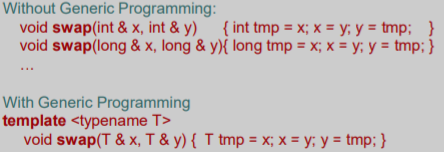 Without Generic Programming:
void swap(int & x, int & y) { int tmp = x; x = y; y = tmp; }
void swap(long & x, long & y){ long tmp = x; x = y; y = tmp; }
...
With Generic Programming
template <typename T>
void swap(T & x, T & y) { T tmp = x; x = y; y = tmp; }